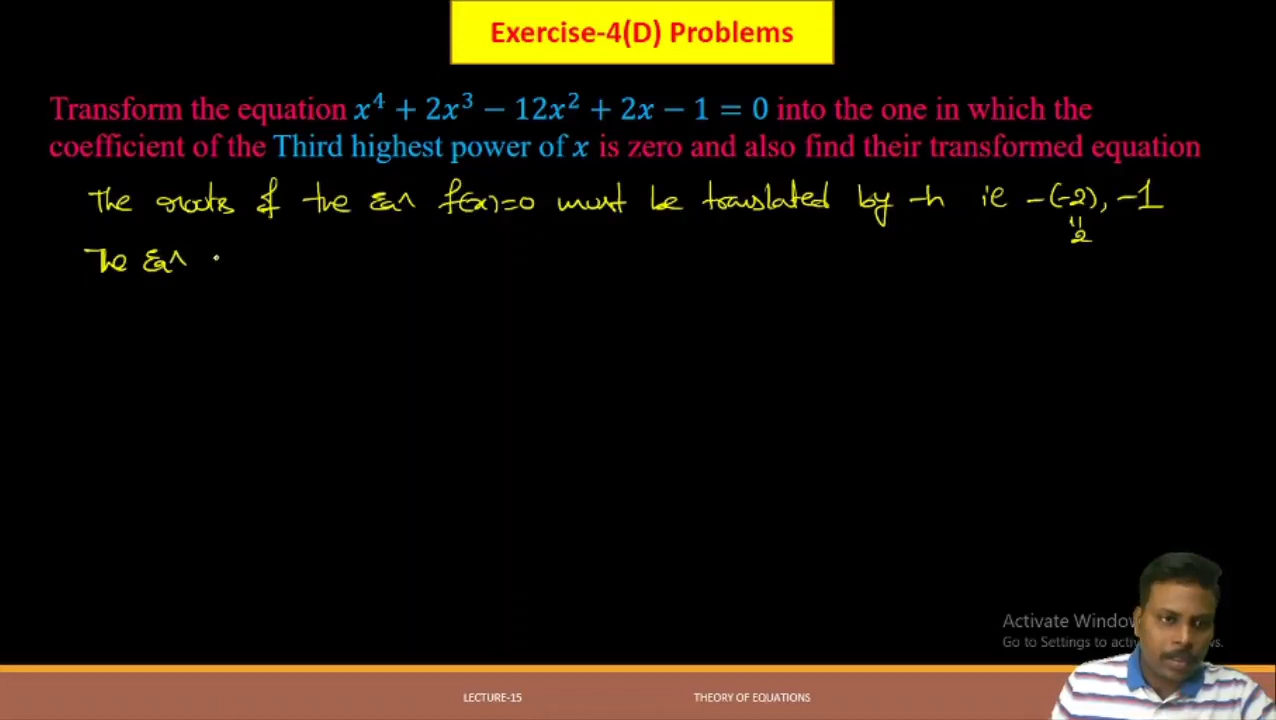 Exercise-4(D) Problems
Transform the equation x⁴ + 2x³ − 12x² + 2x − 1 = 0 into the one in which the
coefficient of the Third highest power of x is zero and also find their transformed equation
The roots of the Eqn f(x)=0 must be translated by -h ie -(-2), -1
"
2
The Eqn
Activate Window
Go to Settings to activ vs.
LECTURE-15
THEORY OF EQUATIONS